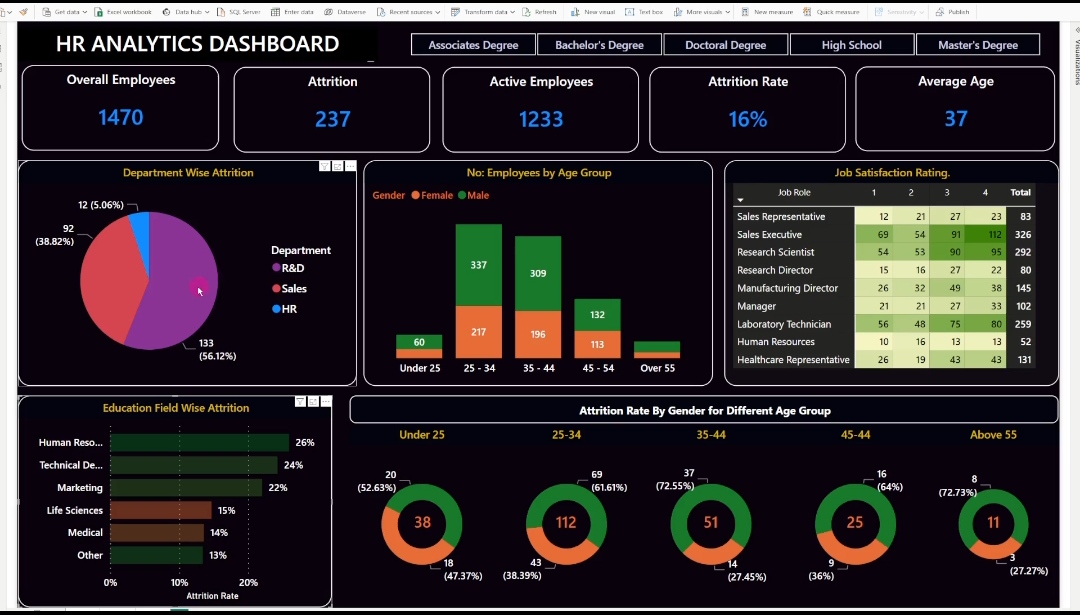 Get data
Excel workbook
Data hub
SQL Server
Enter data
Dataverse
Recent sources
Transform data
Refresh
New visual
Text box
More visuals
New measure
Quick measure
Sensitivity
Publish
HR ANALYTICS DASHBOARD
Associates Degree
Bachelor's Degree
Doctoral Degree
High School
Master's Degree
Overall Employees
1470
Attrition
237
Active Employees
1233
Attrition Rate
16%
Average Age
37
Visualizations
Department Wise Attrition
12 (5.06%)
92
(38.82%)
133
(56.12%)
Department
R&D
Sales
HR
No: Employees by Age Group
Gender Female Male
60
337
217
309
196
132
113
Under 25
25 - 34
35 - 44
45 - 54
Over 55
Job Satisfaction Rating.
Job Role 1 2 3 4 Total
Sales Representative 12 21 27 23 83
Sales Executive 69 54 91 112 326
Research Scientist 54 53 90 95 292
Research Director 15 16 27 22 80
Manufacturing Director 26 32 49 38 145
Manager 21 21 27 33 102
Laboratory Technician 56 48 75 80 259
Human Resources 10 16 13 13 52
Healthcare Representative 26 19 43 43 131
Education Field Wise Attrition
Human Reso... 26%
Technical De... 24%
Marketing 22%
Life Sciences 15%
Medical 14%
Other 13%
0% 10% 20%
Attrition Rate
Attrition Rate By Gender for Different Age Group
Under 25
20
(52.63%)
38
18
(47.37%)
25-34
69
(61.61%)
112
43
(38.39%)
35-44
37
(72.55%)
51
14
(27.45%)
45-44
16
(64%)
25
9
(36%)
Above 55
8
(72.73%)
11
3
(27.27%)